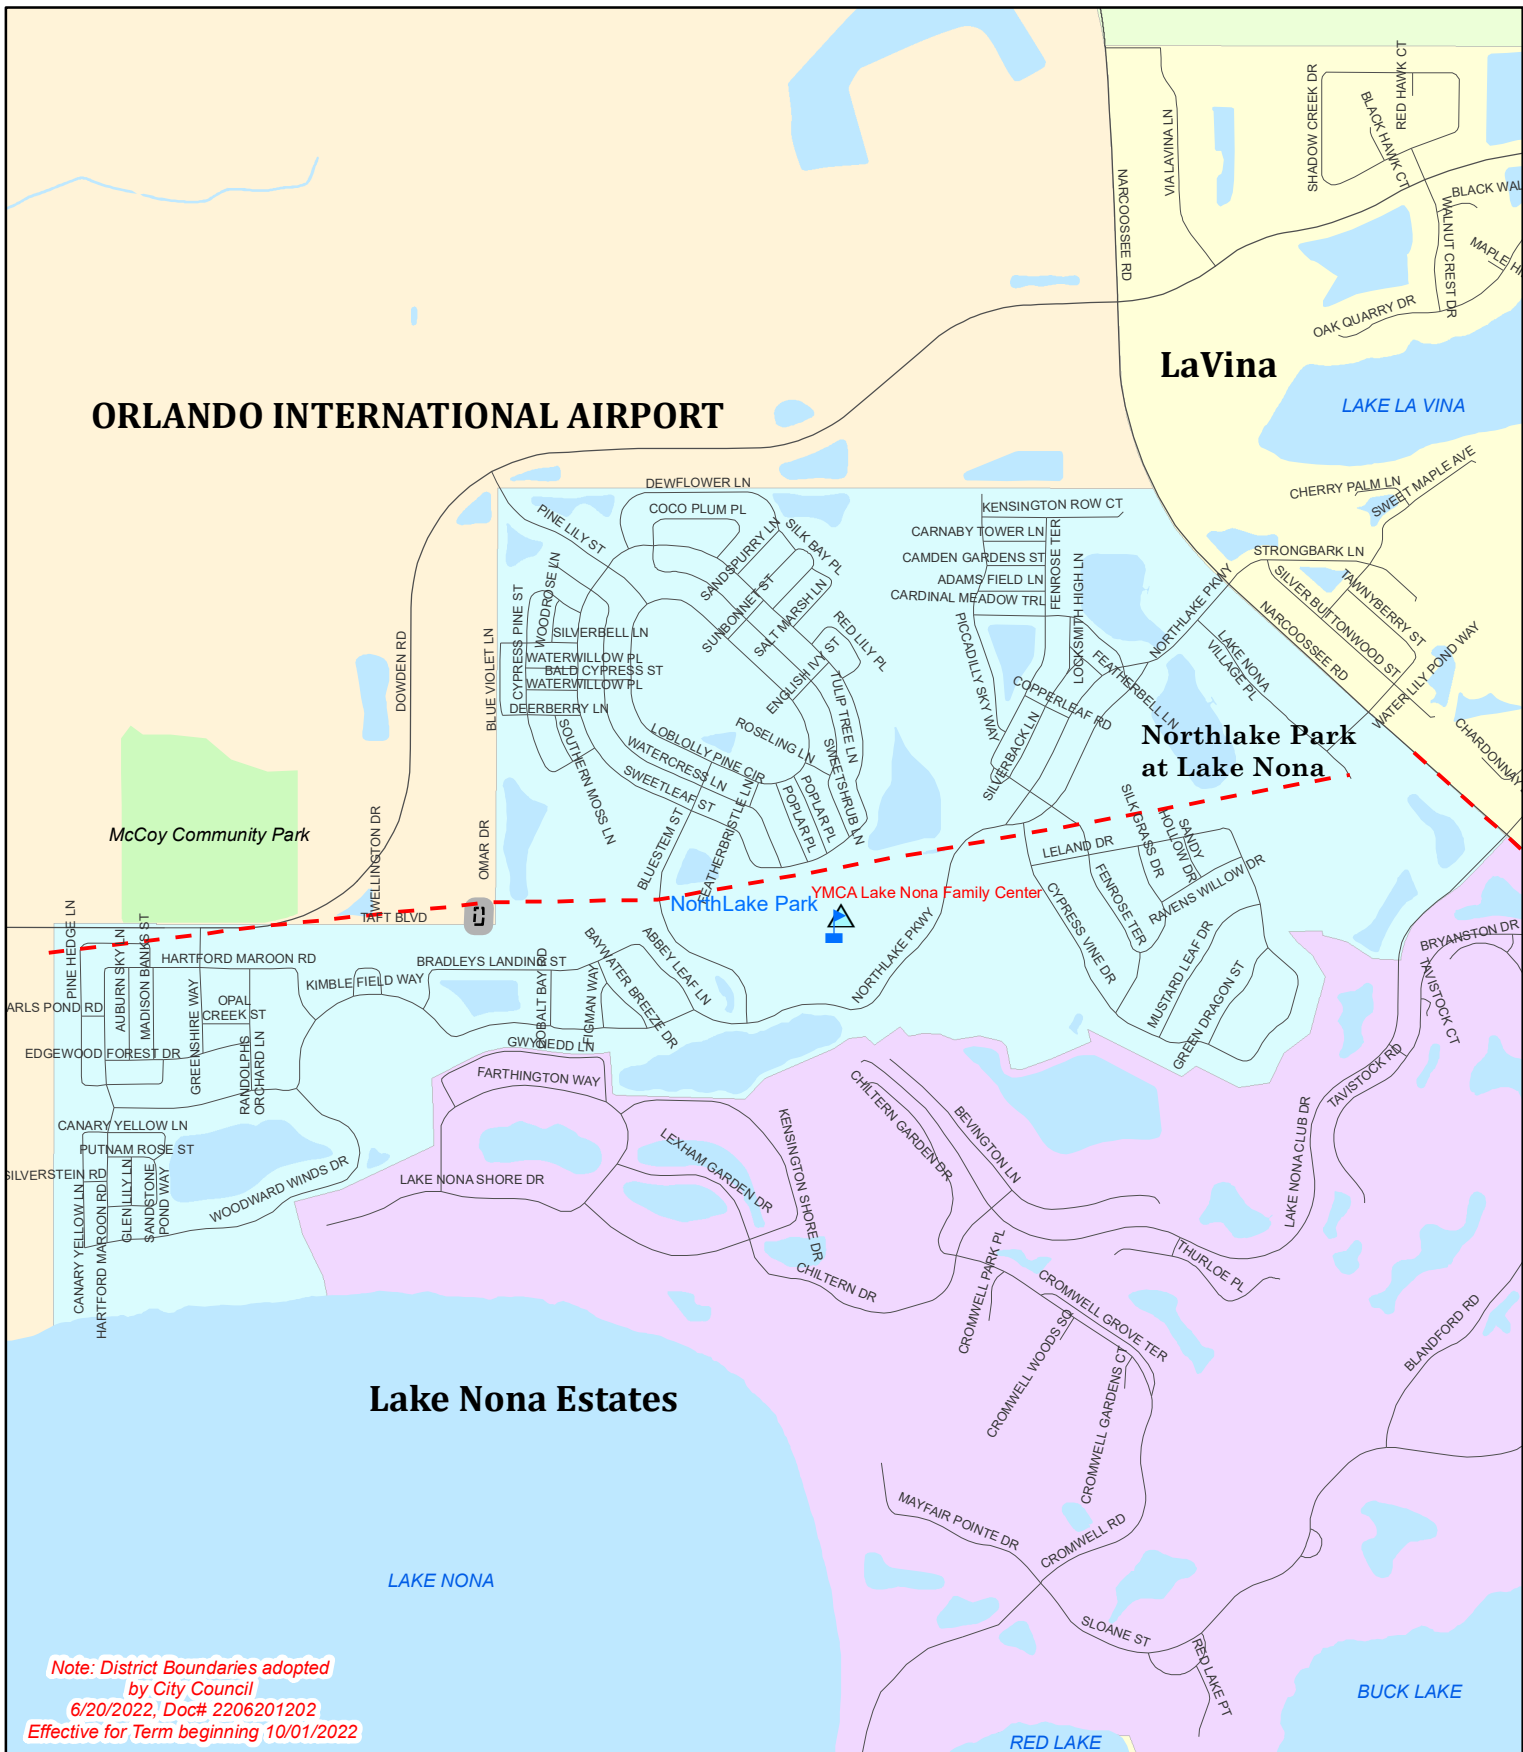 RED HAWK CT
SHADOW CREEK DR
BLACK HAWK CT
VIA LAVINA LN
NARCOOSSEE RD
BLACK WAL
WALNUT CREST DR
MAPLE HI
OAK QUARRY DR
LaVina
LAKE LA VINA
ORLANDO INTERNATIONAL AIRPORT
SWEET MAPLE AVE
CHERRY PALM LN
DEWFLOWER LN
COCO PLUM PL
PINE LILY ST
SANDSPURRY LN
SILK BAY PL
KENSINGTON ROW CT
CARNABY TOWER LN
FENROSE TER
CAMDEN GARDENS ST
ADAMS FIELD LN
CARDINAL MEADOW TRL
LOCKSMITH HIGH LN
STRONGBARK LN
TAWNYBERRY ST
SILVER BUTTONWOOD ST
NORTHLAKE PKWY
NARCOOSSEE RD
WATER LILY POND WAY
LAKE NONA
VILLAGE PL
WOODROSE LN
CYPRESS PINE ST
SUNBONNET ST
SALT MARSH LN
RED LILY PL
SILVERBELL LN
WATERWILLOW PL
BALD CYPRESS ST
WATERWILLOW PL
DEERBERRY LN
ENGLISH IVY ST
TULIP TREE LN
PICCADILLY SKY WAY
COPPERLEAF RD
FEATHERBELL LN
DOWDEN RD
BLUE VIOLET LN
SOUTHERN MOSS LN
LOBLOLLY PINE CIR
ROSELING LN
WATERCRESS LN
SWEETLEAF ST
SWEETSHRUB LN
POPLAR PL
POPLAR PL
SILVERBACK LN
Northlake Park
at Lake Nona
CHARDONNAY
McCoy Community Park
WELLINGTON DR
OMAR DR
BLUESTEM ST
FEATHERBRISTLE LN
LELAND DR
SILK GRASS DR
SANDY
HOLLOW DR
RAVENS WILLOW DR
FENROSE TER
CYPRESS VINE DR
YMCA Lake Nona Family Center
NorthLake Park
TAFT BLVD
PINE HEDGE LN
AUBURN SKY LN
MADISON BANKS ST
HARTFORD MAROON RD
KIMBLE FIELD WAY
BRADLEYS LANDING ST
BAYWATER BREEZE DR
ABBEY LEAF LN
NORTHLAKE PKWY
MUSTARD LEAF DR
GREEN DRAGON ST
BRYANSTON DR
TAVISTOCK CT
ARLS POND RD
GREENSHIRE WAY
OPAL
CREEK ST
COBALT BAY RD
FIGMAN WAY
EDGEWOOD FOREST DR
RANDOLPHS
ORCHARD LN
GWYNEDD LN
FARTHINGTON WAY
TAVISTOCK RD
CHILTERN GARDEN DR
BEVINGTON LN
CANARY YELLOW LN
PUTNAM ROSE ST
SILVERSTEIN RD
CANARY YELLOW LN
HARTFORD MAROON RD
GLEN LILY LN
SANDSTONE
POND WAY
WOODWARD WINDS DR
LAKE NONA SHORE DR
LEXHAM GARDEN DR
KENSINGTON SHORE DR
LAKE NONA CLUB DR
CHILTERN DR
CROMWELL PARK PL
THURLOE PL
CROMWELL GROVE TER
CROMWELL WOODS SQ
CROMWELL GARDENS CT
BLANDFORD RD
Lake Nona Estates
MAYFAIR POINTE DR
CROMWELL RD
LAKE NONA
SLOANE ST
RED LAKE PT
BUCK LAKE
RED LAKE
Note: District Boundaries adopted
by City Council
6/20/2022, Doc# 2206201202
Effective for Term beginning 10/01/2022